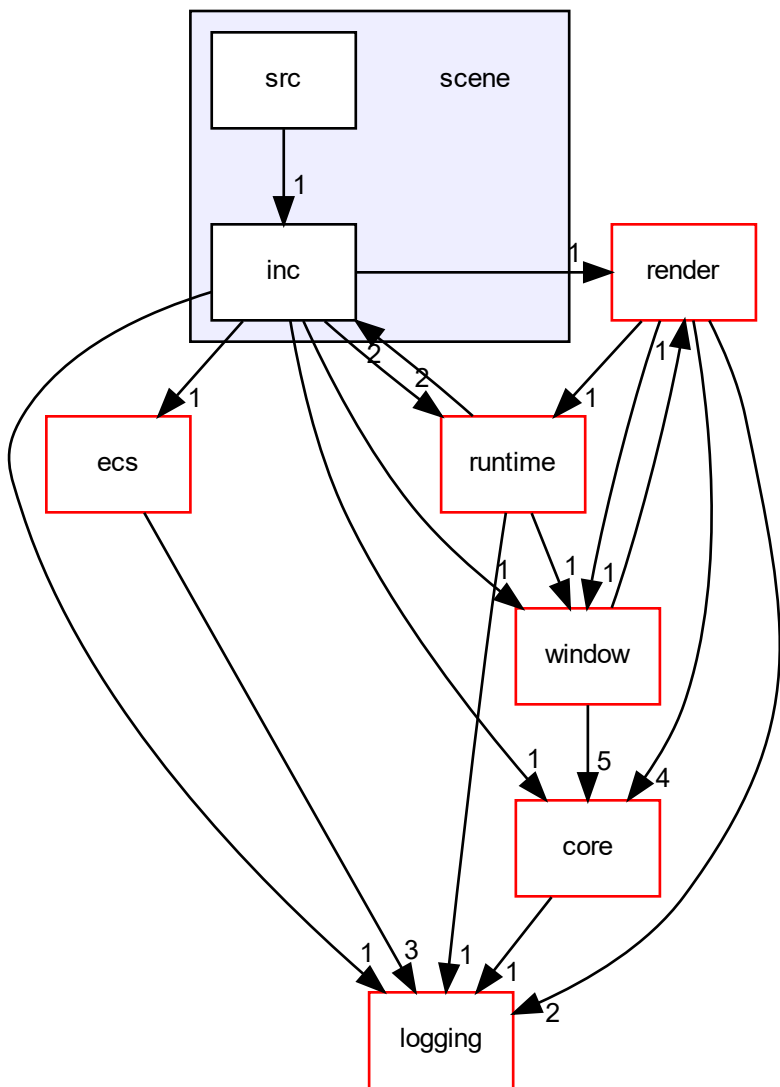 src scene
1
inc 1 render
2 2 1
1 1
ecs runtime
1 1 1
window
1 5 4
core
1 3 1 1
logging 2